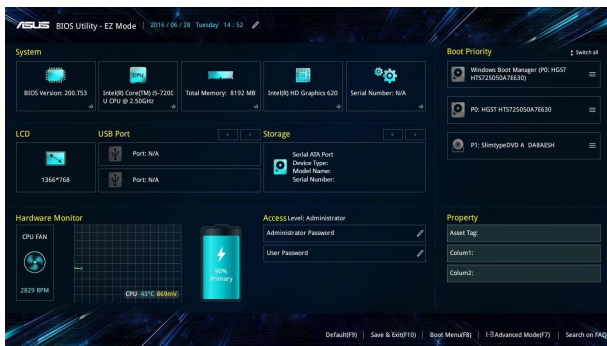 ASUS BIOS Utility - EZ Mode 2016 / 06 / 28 Tuesday 14 : 52
System
BIOS Version: 200.T53
CPU
Intel(R) Core(TM) i5-7200
U CPU @ 2.50GHz
Total Memory: 8192 MB
Intel(R) HD Graphics 620
Serial Number: N/A
Boot Priority
Switch all
Windows Boot Manager (P0: HGST
HTS725050A7E630)
P0: HGST HTS725050A7E630
P1: SlimtypeDVD A DA8AESH
LCD
1366*768
USB Port
Port: N/A
Port: N/A
Storage
Serial ATA Port
Device Type:
Model Name:
Serial Number:
Hardware Monitor
CPU FAN
2829 RPM
CPU 43°C 869mV
90%
Primary
Access Level: Administrator
Administrator Password
User Password
Property
Asset Tag:
Colum1:
Colum2:
Default(F9) Save & Exit(F10) Boot Menu(F8) Advanced Mode(F7) Search on FAQ